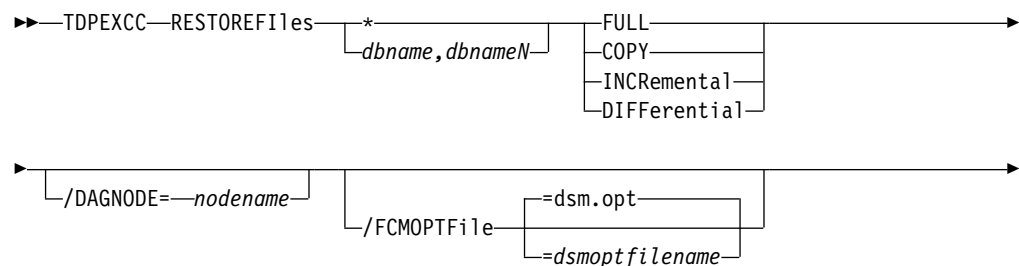 TDPEXCC RESTOREFIles * FULL
dbname,dbnameN COPY
INCRemental
DIFFerential
/DAGNODE= nodename =dsm.opt
/FCMOPTFile
=dsmoptfilename